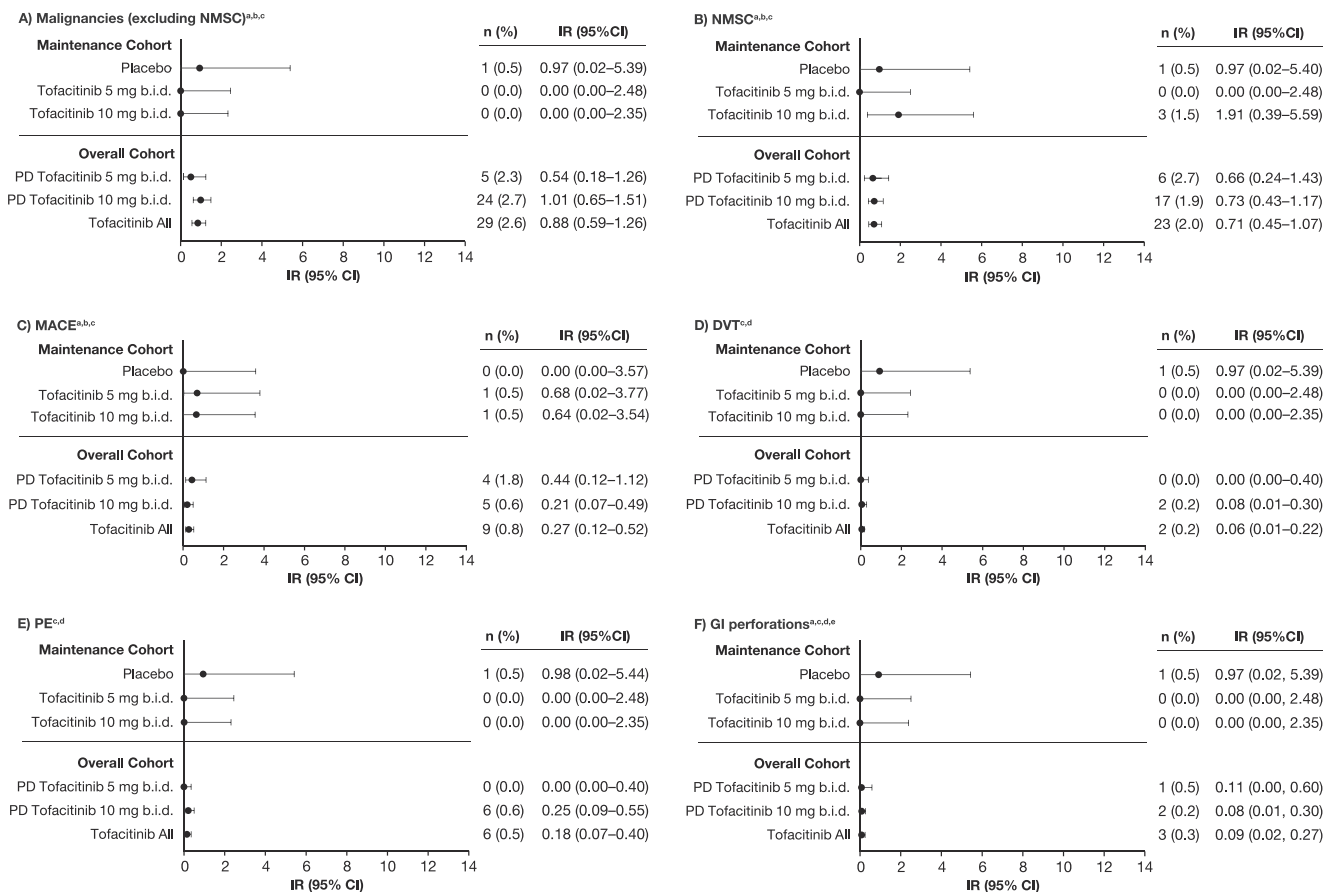 A) Malignancies (excluding NMSC)a,b,c
n (%) IR (95%CI)
Maintenance Cohort
Placebo 1 (0.5) 0.97 (0.02–5.39)
Tofacitinib 5 mg b.i.d. 0 (0.0) 0.00 (0.00–2.48)
Tofacitinib 10 mg b.i.d. 0 (0.0) 0.00 (0.00–2.35)
Overall Cohort
PD Tofacitinib 5 mg b.i.d. 5 (2.3) 0.54 (0.18–1.26)
PD Tofacitinib 10 mg b.i.d. 24 (2.7) 1.01 (0.65–1.51)
Tofacitinib All 29 (2.6) 0.88 (0.59–1.26)
0 2 4 6 8 10 12 14
IR (95% CI)
B) NMSCa,b,c
n (%) IR (95%CI)
Maintenance Cohort
Placebo 1 (0.5) 0.97 (0.02–5.40)
Tofacitinib 5 mg b.i.d. 0 (0.0) 0.00 (0.00–2.48)
Tofacitinib 10 mg b.i.d. 3 (1.5) 1.91 (0.39–5.59)
Overall Cohort
PD Tofacitinib 5 mg b.i.d. 6 (2.7) 0.66 (0.24–1.43)
PD Tofacitinib 10 mg b.i.d. 17 (1.9) 0.73 (0.43–1.17)
Tofacitinib All 23 (2.0) 0.71 (0.45–1.07)
0 2 4 6 8 10 12 14
IR (95% CI)
C) MACEa,b,c
n (%) IR (95%CI)
Maintenance Cohort
Placebo 0 (0.0) 0.00 (0.00–3.57)
Tofacitinib 5 mg b.i.d. 1 (0.5) 0.68 (0.02–3.77)
Tofacitinib 10 mg b.i.d. 1 (0.5) 0.64 (0.02–3.54)
Overall Cohort
PD Tofacitinib 5 mg b.i.d. 4 (1.8) 0.44 (0.12–1.12)
PD Tofacitinib 10 mg b.i.d. 5 (0.6) 0.21 (0.07–0.49)
Tofacitinib All 9 (0.8) 0.27 (0.12–0.52)
0 2 4 6 8 10 12 14
IR (95% CI)
D) DVTc,d
n (%) IR (95%CI)
Maintenance Cohort
Placebo 1 (0.5) 0.97 (0.02–5.39)
Tofacitinib 5 mg b.i.d. 0 (0.0) 0.00 (0.00–2.48)
Tofacitinib 10 mg b.i.d. 0 (0.0) 0.00 (0.00–2.35)
Overall Cohort
PD Tofacitinib 5 mg b.i.d. 0 (0.0) 0.00 (0.00–0.40)
PD Tofacitinib 10 mg b.i.d. 2 (0.2) 0.08 (0.01–0.30)
Tofacitinib All 2 (0.2) 0.06 (0.01–0.22)
0 2 4 6 8 10 12 14
IR (95% CI)
E) PEc,d
n (%) IR (95%CI)
Maintenance Cohort
Placebo 1 (0.5) 0.98 (0.02–5.44)
Tofacitinib 5 mg b.i.d. 0 (0.0) 0.00 (0.00–2.48)
Tofacitinib 10 mg b.i.d. 0 (0.0) 0.00 (0.00–2.35)
Overall Cohort
PD Tofacitinib 5 mg b.i.d. 0 (0.0) 0.00 (0.00–0.40)
PD Tofacitinib 10 mg b.i.d. 6 (0.6) 0.25 (0.09–0.55)
Tofacitinib All 6 (0.5) 0.18 (0.07–0.40)
0 2 4 6 8 10 12 14
IR (95% CI)
F) GI perforationsa,c,d,e
n (%) IR (95%CI)
Maintenance Cohort
Placebo 1 (0.5) 0.97 (0.02, 5.39)
Tofacitinib 5 mg b.i.d. 0 (0.0) 0.00 (0.00, 2.48)
Tofacitinib 10 mg b.i.d. 0 (0.0) 0.00 (0.00, 2.35)
Overall Cohort
PD Tofacitinib 5 mg b.i.d. 1 (0.5) 0.11 (0.00, 0.60)
PD Tofacitinib 10 mg b.i.d. 2 (0.2) 0.08 (0.01, 0.30)
Tofacitinib All 3 (0.3) 0.09 (0.02, 0.27)
0 2 4 6 8 10 12 14
IR (95% CI)